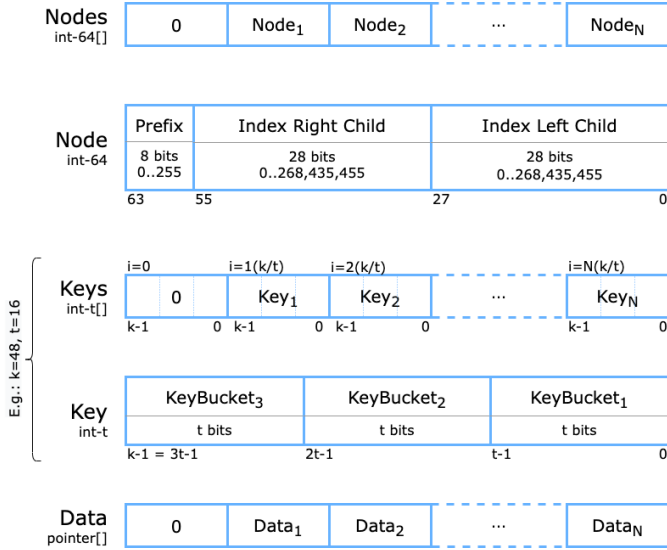 Nodes
int-64[]
0 Node1 Node2 ... NodeN
Node
int-64
Prefix Index Right Child Index Left Child
8 bits 28 bits 28 bits
0..255 0..268,435,455 0..268,435,455
63 55 27 0
E.g.: k=48, t=16
i=0 i=1(k/t) i=2(k/t) i=N(k/t)
Keys
int-t[]
0 Key1 Key2 ... KeyN
k-1 0 k-1 0 k-1 0 k-1 0
Key
int-t
KeyBucket3 KeyBucket2 KeyBucket1
t bits t bits t bits
k-1 = 3t-1 2t-1 t-1 0
Data
pointer[]
0 Data1 Data2 ... DataN